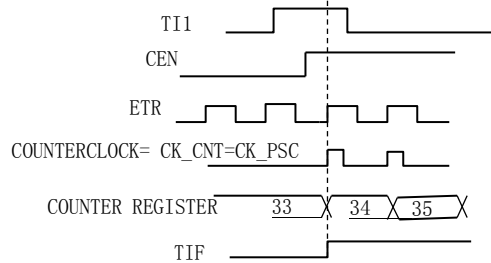 TI1
CEN
ETR
COUNTERCLOCK= CK_CNT=CK_PSC
COUNTER REGISTER 33 34 35
TIF